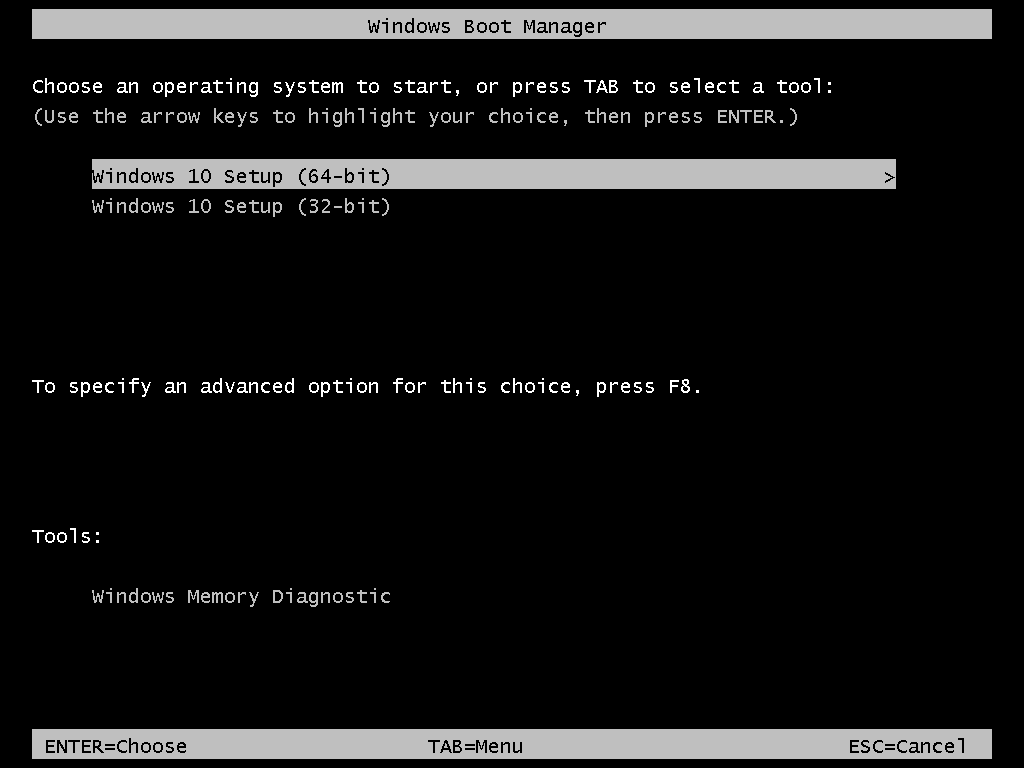 Windows Boot Manager
Choose an operating system to start, or press TAB to select a tool:
(Use the arrow keys to highlight your choice, then press ENTER.)
Windows 10 Setup (64-bit) >
Windows 10 Setup (32-bit)
To specify an advanced option for this choice, press F8.
Tools:
Windows Memory Diagnostic
ENTER=Choose TAB=Menu ESC=Cancel